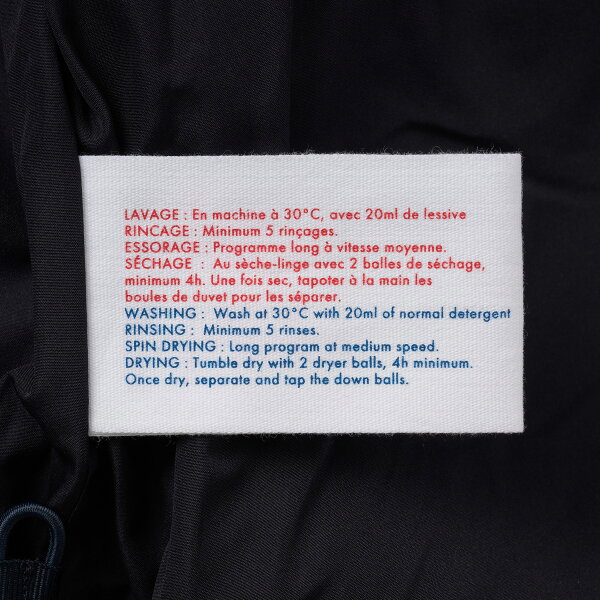 LAVAGE : En machine à 30°C, avec 20ml de lessive
RINCAGE : Minimum 5 rinçages.
ESSORAGE : Programme long à vitesse moyenne.
SÉCHAGE : Au sèche-linge avec 2 balles de séchage,
minimum 4h. Une fois sec, tapoter à la main les
boules de duvet pour les séparer.
WASHING : Wash at 30°C with 20ml of normal detergent
RINSING : Minimum 5 rinses.
SPIN DRYING : Long program at medium speed.
DRYING : Tumble dry with 2 dryer balls, 4h minimum.
Once dry, separate and tap the down balls.